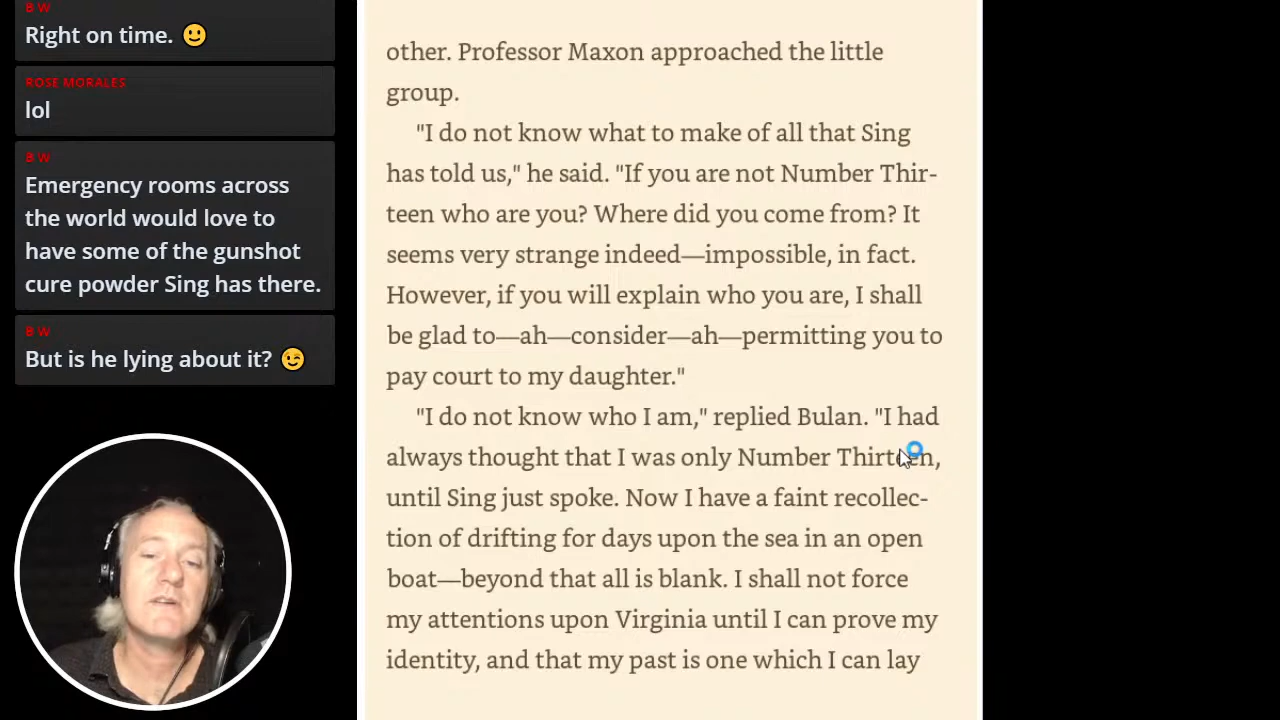 B W
Right on time. 🙂
ROSE MORALES
lol
B W
Emergency rooms across
the world would love to
have some of the gunshot
cure powder Sing has there.
B W
But is he lying about it? 😉
other. Professor Maxon approached the little
group.
"I do not know what to make of all that Sing
has told us," he said. "If you are not Number Thir-
teen who are you? Where did you come from? It
seems very strange indeed—impossible, in fact.
However, if you will explain who you are, I shall
be glad to—ah—consider—ah—permitting you to
pay court to my daughter."
"I do not know who I am," replied Bulan. "I had
always thought that I was only Number Thirteen,
until Sing just spoke. Now I have a faint recollec-
tion of drifting for days upon the sea in an open
boat—beyond that all is blank. I shall not force
my attentions upon Virginia until I can prove my
identity, and that my past is one which I can lay